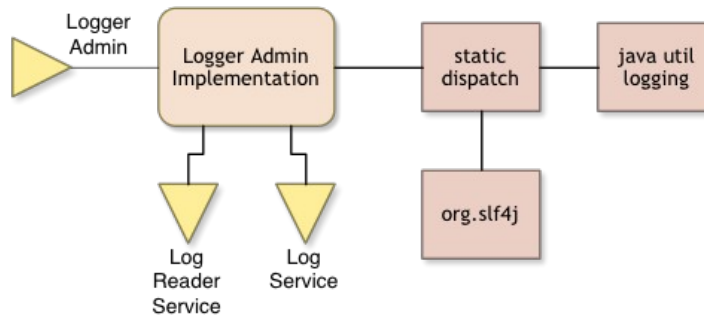 Logger
Admin
Logger Admin
Implementation
static
dispatch
java util
logging
org.slf4j
Log
Reader
Service
Log
Service